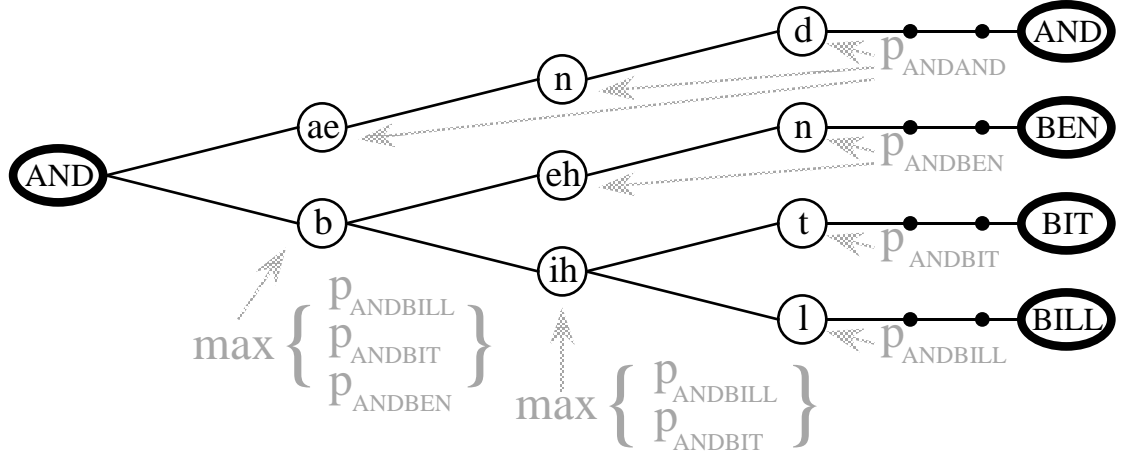 d
AND
p ANDAND
n
ae
n
BEN
p ANDBEN
AND
eh
b
t
BIT
p ANDBIT
ih
l
BILL
p ANDBILL
max { p ANDBILL
p ANDBIT
p ANDBEN }
max { p ANDBILL
p ANDBIT }